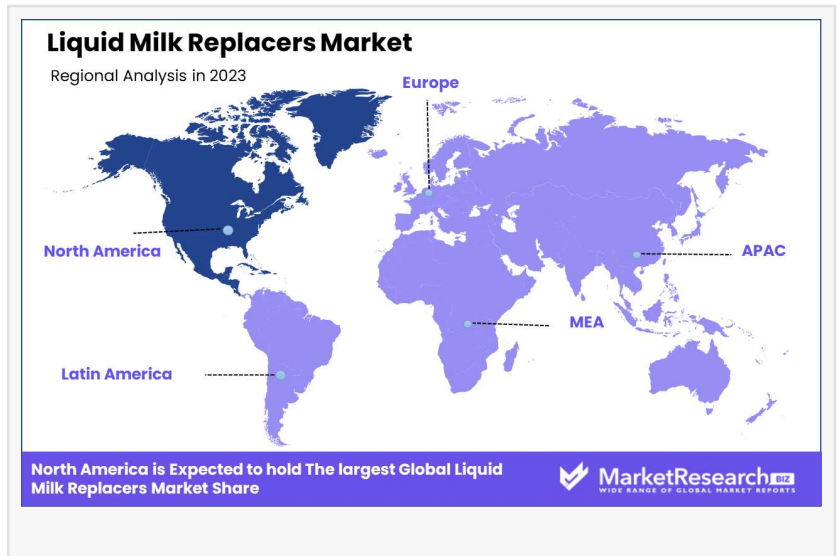 Liquid Milk Replacers Market
Regional Analysis in 2023
Europe
North America
APAC
MEA
Latin America
North America is Expected to hold The largest Global Liquid
Milk Replacers Market Share
MarketResearch BIZ
WIDE RANGE OF GLOBAL MARKET REPORTS